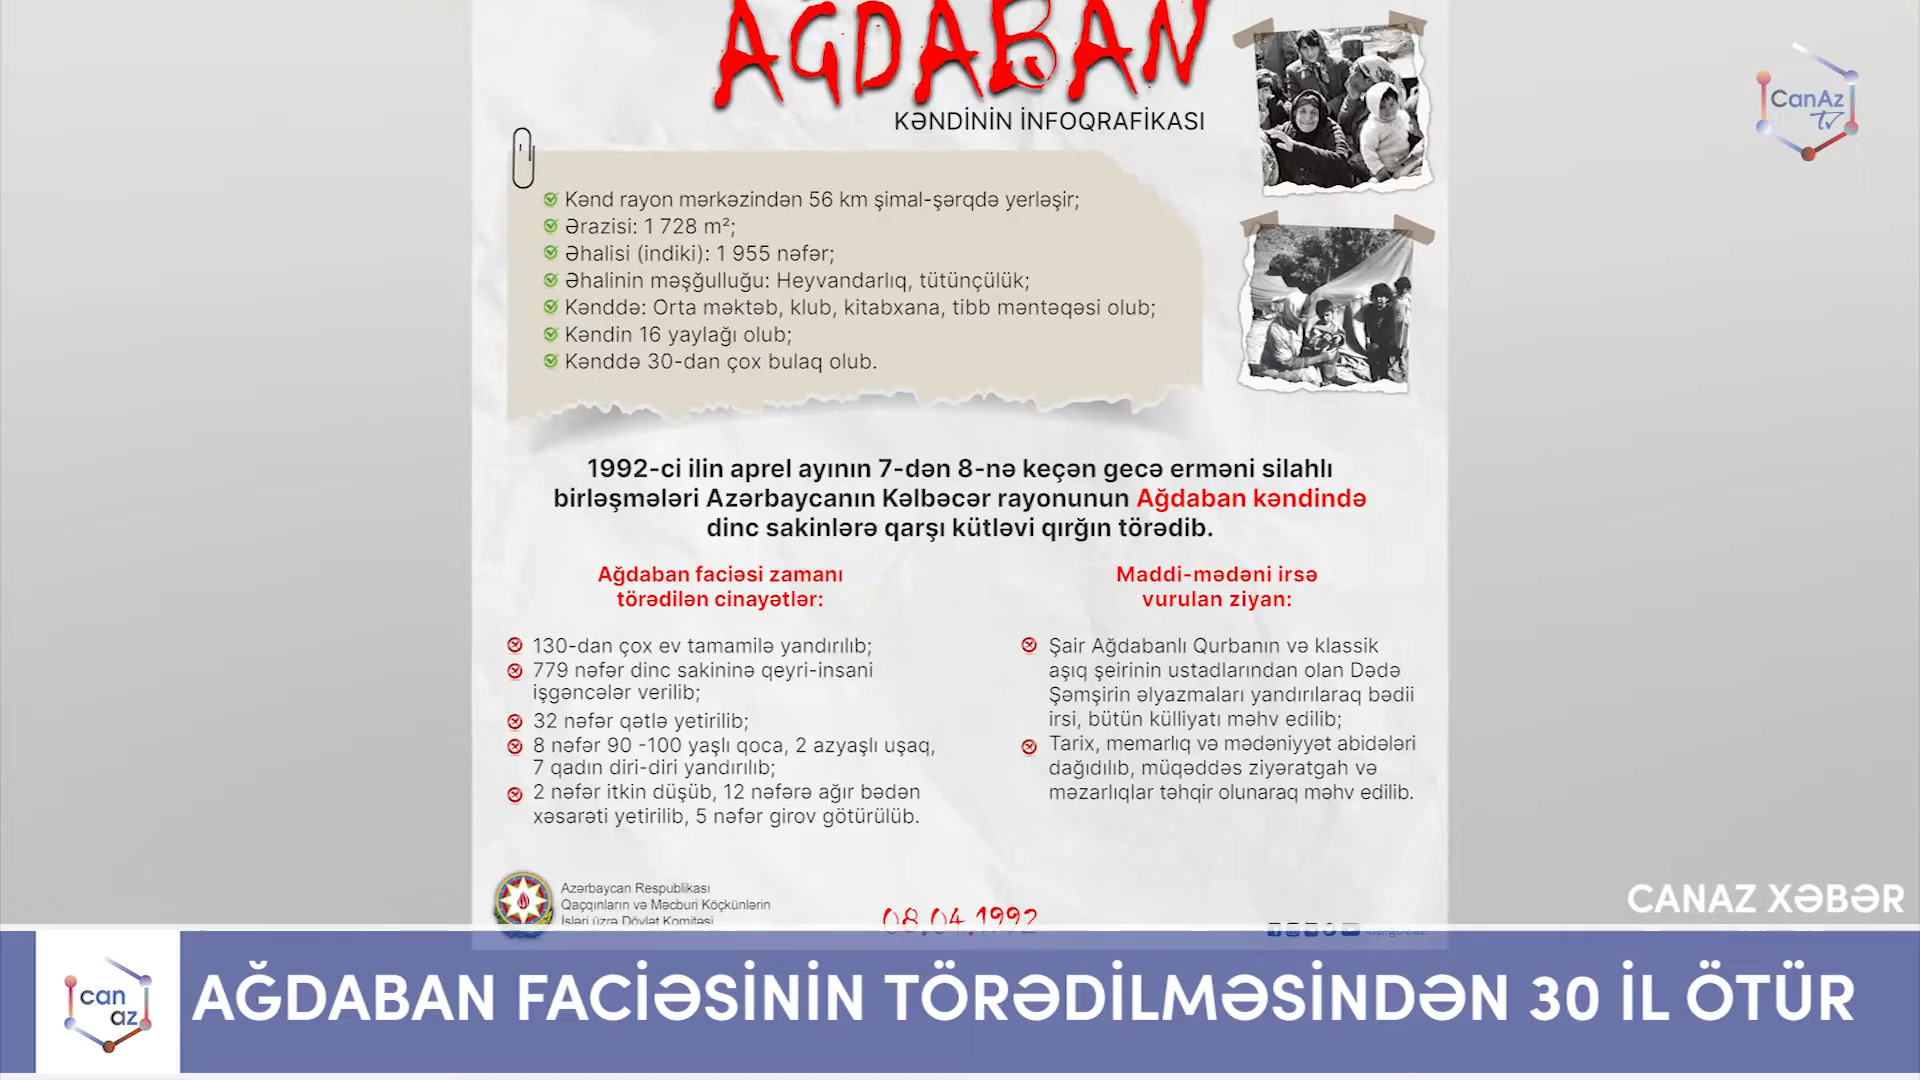 AĞDABAN
KƏNDİNİN İNFOQRAFİKASI
CanAz
tv
Kənd rayon mərkəzindən 56 km şimal-şərqdə yerləşir;
Ərazisi: 1 728 m²;
Əhalisi (indiki): 1 955 nəfər;
Əhalinin məşğulluğu: Heyvandarlıq, tütünçülük;
Kənddə: Orta məktəb, klub, kitabxana, tibb məntəqəsi olub;
Kəndin 16 yaylağı olub;
Kənddə 30-dan çox bulaq olub.
1992-ci ilin aprel ayının 7-dən 8-nə keçən gecə erməni silahlı
birləşmələri Azərbaycanın Kəlbəcər rayonunun Ağdaban kəndində
dinc sakinlərə qarşı kütləvi qırğın törədib.
Ağdaban faciəsi zamanı
törədilən cinayətlər:
130-dan çox ev tamamilə yandırılıb;
779 nəfər dinc sakininə qeyri-insani
işgəncələr verilib;
32 nəfər qətlə yetirilib;
8 nəfər 90 -100 yaşlı qoca, 2 azyaşlı uşaq,
7 qadın diri-diri yandırılıb;
2 nəfər itkin düşüb, 12 nəfərə ağır bədən
xəsarəti yetirilib, 5 nəfər girov götürülüb.
Maddi-mədəni irsə
vurulan ziyan:
Şair Ağdabanlı Qurbanın və klassik
aşıq şeirinin ustadlarından olan Dədə
Şəmşirin əlyazmaları yandırılaraq bədii
irsi, bütün külliyatı məhv edilib;
Tarix, memarlıq və mədəniyyət abidələri
dağıdılıb, müqəddəs ziyarətgah və
məzarlıqlar təhqir olunaraq məhv edilib.
Azərbaycan Respublikası
Qaçqınların və Məcburi Köçkünlərin
İşləri üzrə Dövlət Komitəsi
08.04.1992
CANAZ XƏBƏR
can
az
AĞDABAN FACİƏSİNİN TÖRƏDİLMƏSİNDƏN 30 İL ÖTÜR